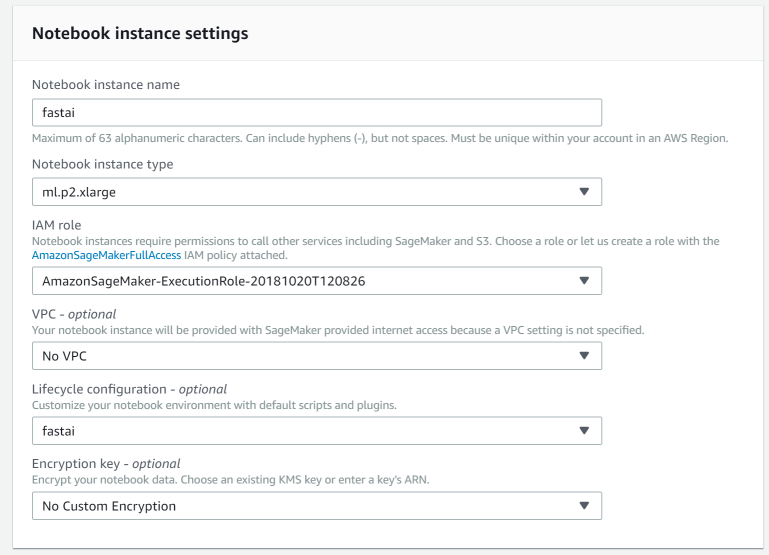 Notebook instance settings
Notebook instance name
fastai
Maximum of 63 alphanumeric characters. Can include hyphens (-), but not spaces. Must be unique within your account in an AWS Region.
Notebook instance type
ml.p2.xlarge
IAM role
Notebook instances require permissions to call other services including SageMaker and S3. Choose a role or let us create a role with the
AmazonSageMakerFullAccess IAM policy attached.
AmazonSageMaker-ExecutionRole-20181020T120826
VPC - optional
Your notebook instance will be provided with SageMaker provided internet access because a VPC setting is not specified.
No VPC
Lifecycle configuration - optional
Customize your notebook environment with default scripts and plugins.
fastai
Encryption key - optional
Encrypt your notebook data. Choose an existing KMS key or enter a key's ARN.
No Custom Encryption